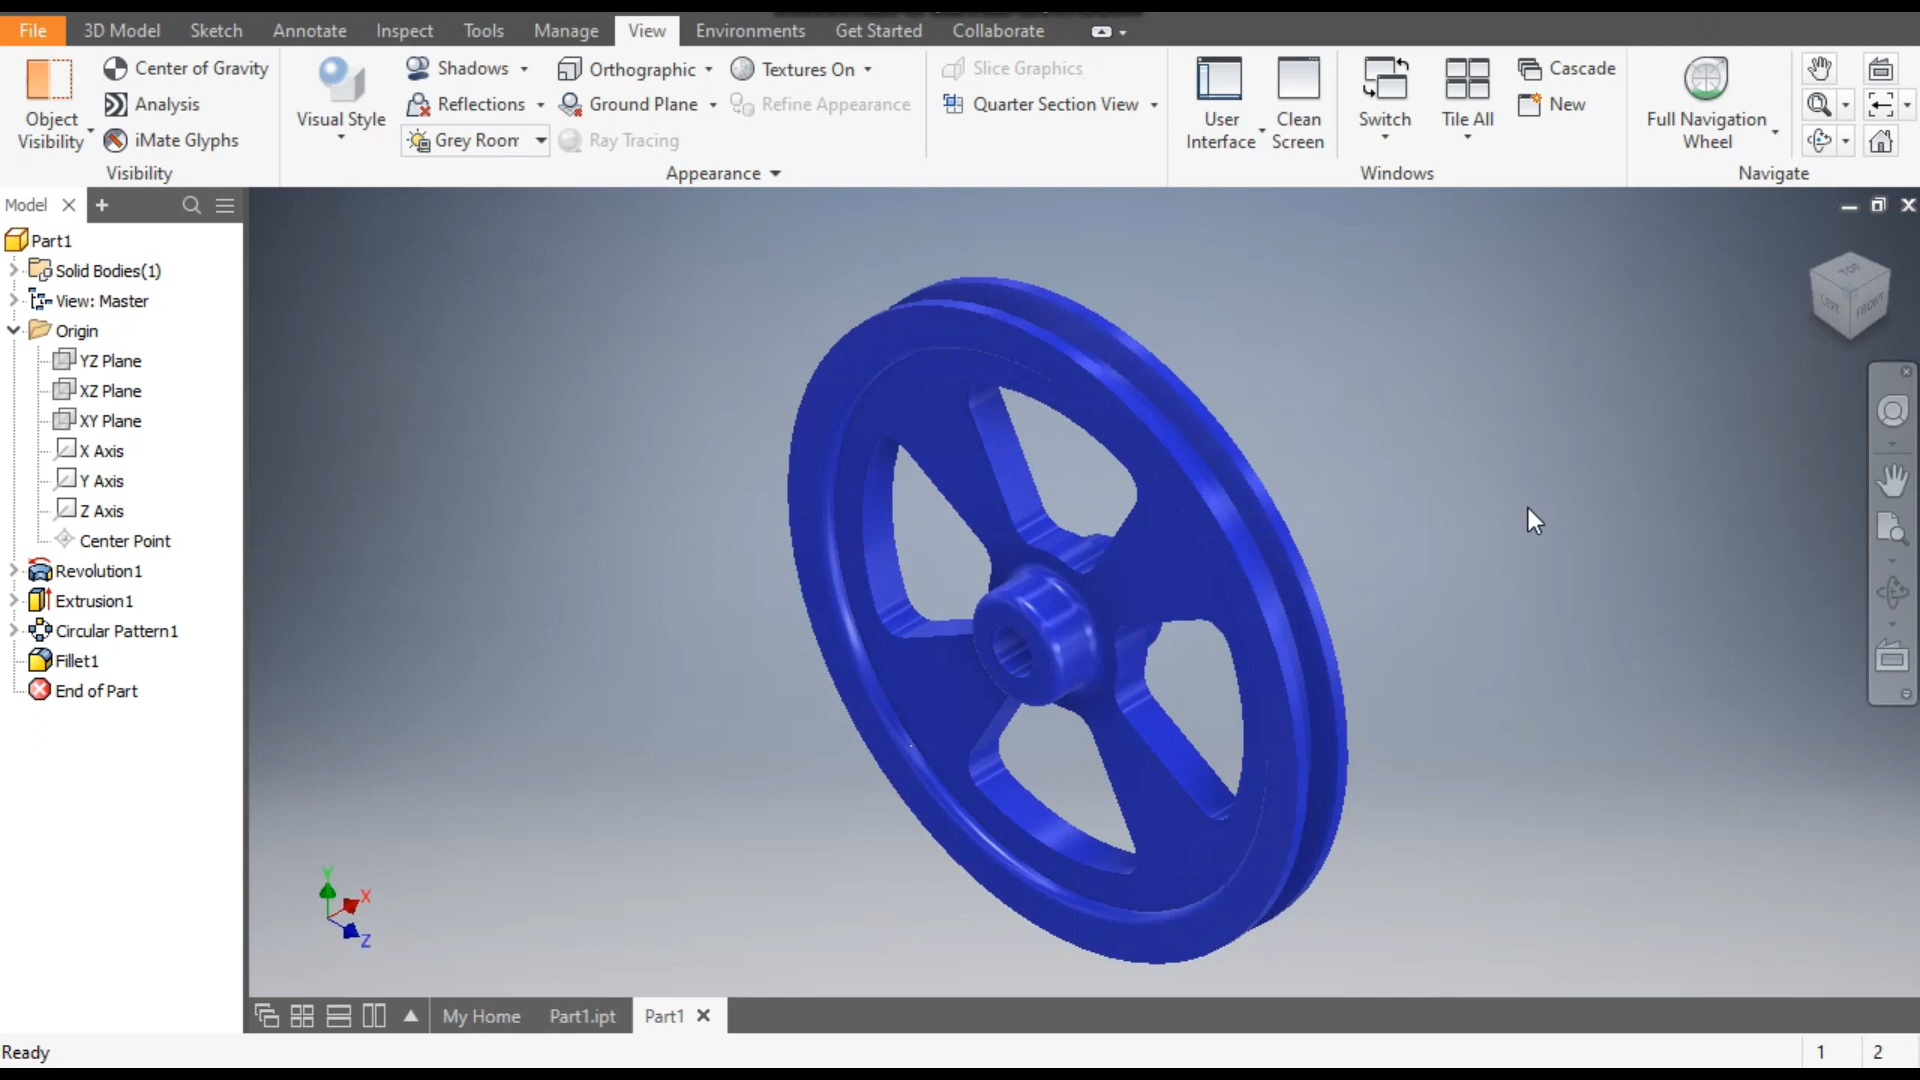 File 3D Model Sketch Annotate Inspect Tools Manage View Environments Get Started Collaborate
Object Visibility
Center of Gravity
Analysis
iMate Glyphs
Visibility
Visual Style
Shadows
Reflections
Grey Room
Orthographic
Ground Plane
Ray Tracing
Textures On
Refine Appearance
Appearance
Slice Graphics
Quarter Section View
User Interface
Clean Screen
Switch
Tile All
Cascade
New
Windows
Full Navigation Wheel
Navigate
Model
Part1
Solid Bodies(1)
View: Master
Origin
YZ Plane
XZ Plane
XY Plane
X Axis
Y Axis
Z Axis
Center Point
Revolution1
Extrusion1
Circular Pattern1
Fillet1
End of Part
TOP
LEFT
FRONT
Y
X
Z
My Home Part1.ipt Part1
Ready
1 2